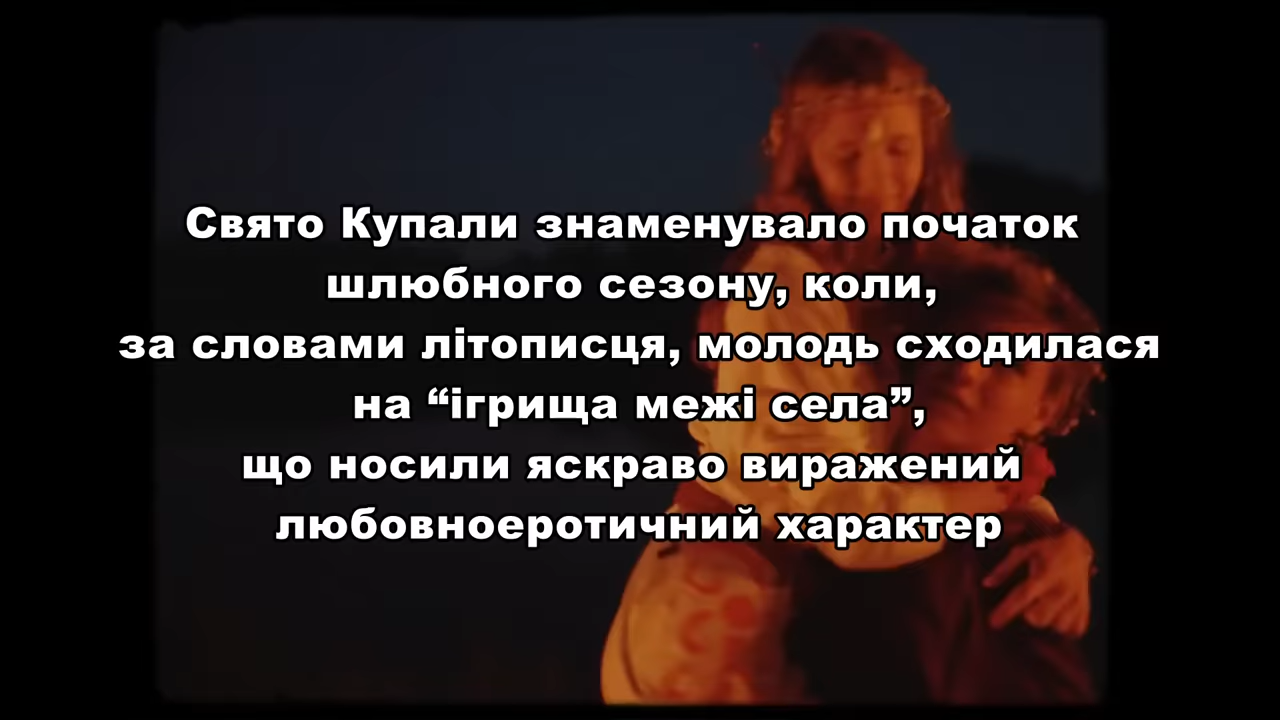 Свято Купали знаменувало початок
шлюбного сезону, коли,
за словами літописця, молодь сходилася
на “ігрища межі села”,
що носили яскраво виражений
любовноеротичний характер